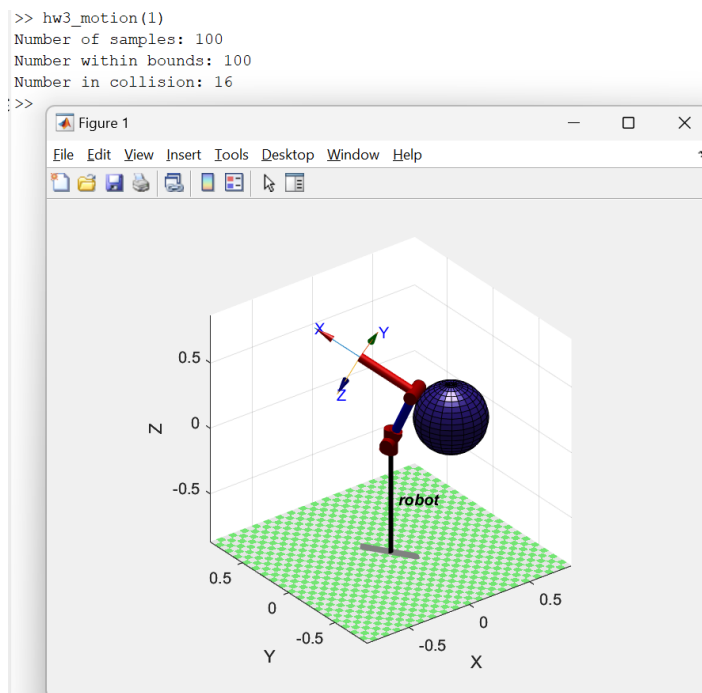 >> hw3_motion(1)
Number of samples: 100
Number within bounds: 100
Number in collision: 16
>>
Figure 1
File Edit View Insert Tools Desktop Window Help
X
Y
Z
0.5
0
-0.5
Z
robot
0.5
0
-0.5
Y
-0.5
0
0.5
X